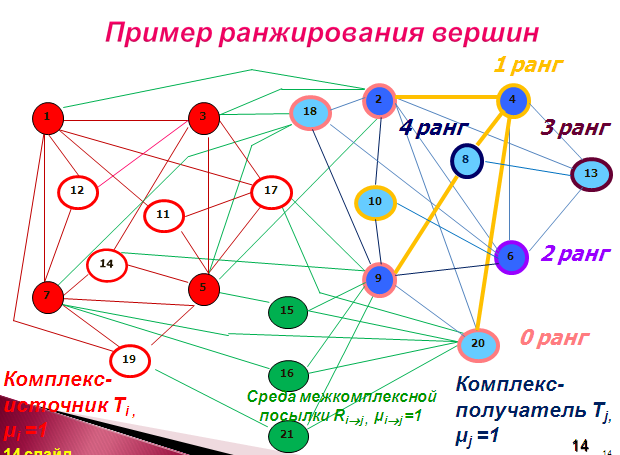 Пример ранжирования вершин
1 ранг
1
3
18
2
4
4 ранг
3 ранг
8
13
12
11
17
10
14
6
2 ранг
7
5
9
15
20
0 ранг
19
16
21
Комплекс-
источник Ti ,
μi =1
Среда межкомплексной
посылки Ri→j, μi→j=1
Комплекс-
получатель Tj,
μj =1
14 слайд
14
14